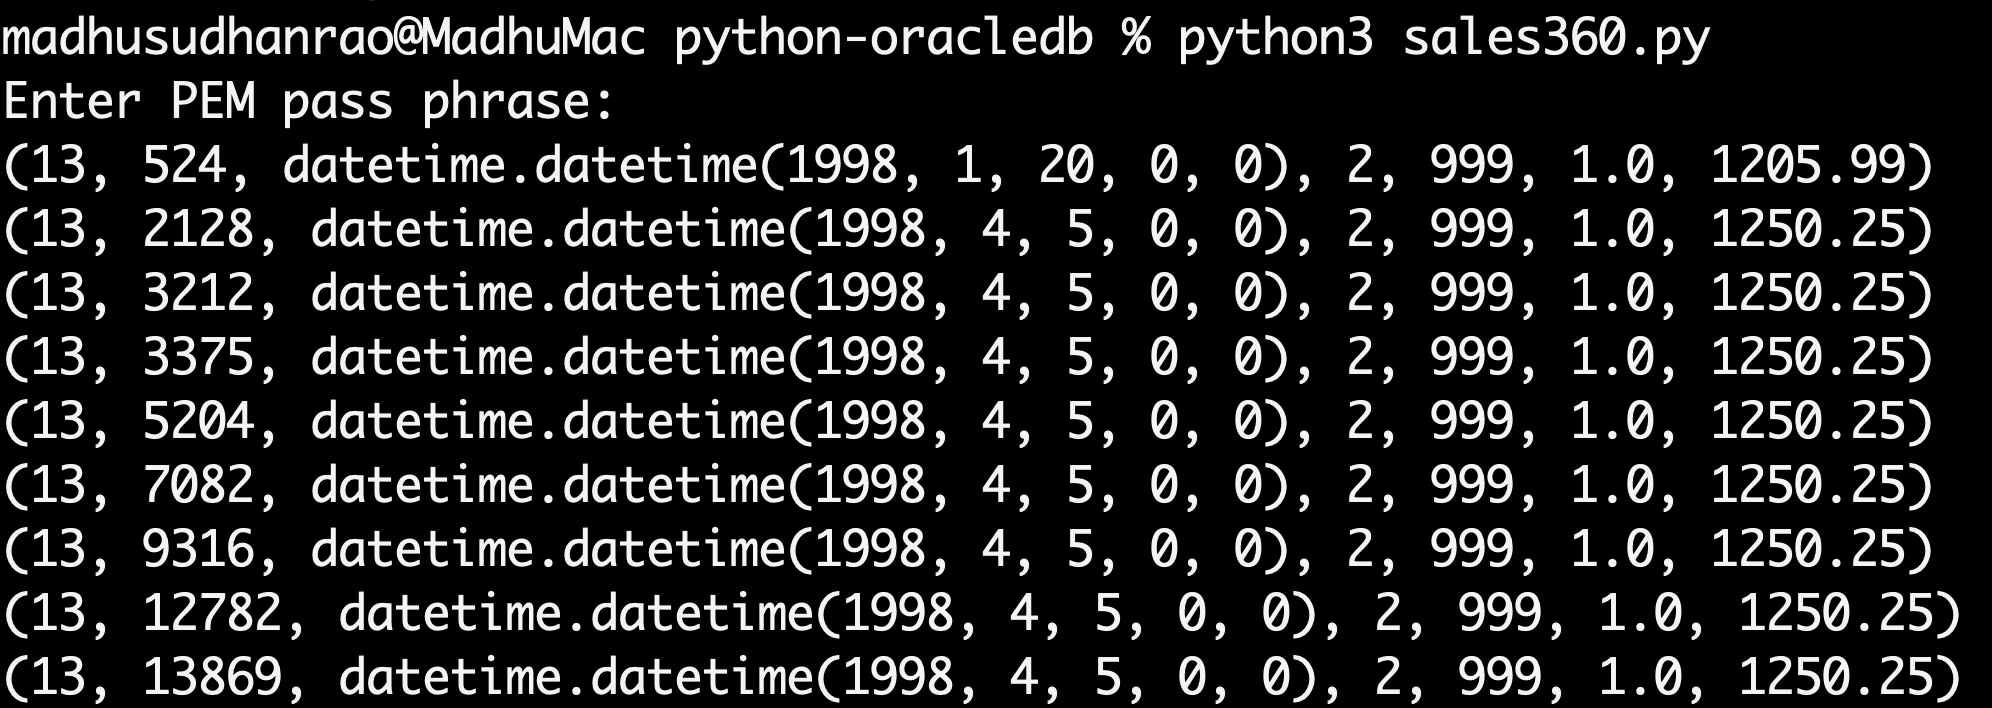 madhusudhanrao@MadhuMac python-oracledb % python3 sales360.py
Enter PEM pass phrase:
(13, 524, datetime.datetime(1998, 1, 20, 0, 0), 2, 999, 1.0, 1205.99)
(13, 2128, datetime.datetime(1998, 4, 5, 0, 0), 2, 999, 1.0, 1250.25)
(13, 3212, datetime.datetime(1998, 4, 5, 0, 0), 2, 999, 1.0, 1250.25)
(13, 3375, datetime.datetime(1998, 4, 5, 0, 0), 2, 999, 1.0, 1250.25)
(13, 5204, datetime.datetime(1998, 4, 5, 0, 0), 2, 999, 1.0, 1250.25)
(13, 7082, datetime.datetime(1998, 4, 5, 0, 0), 2, 999, 1.0, 1250.25)
(13, 9316, datetime.datetime(1998, 4, 5, 0, 0), 2, 999, 1.0, 1250.25)
(13, 12782, datetime.datetime(1998, 4, 5, 0, 0), 2, 999, 1.0, 1250.25)
(13, 13869, datetime.datetime(1998, 4, 5, 0, 0), 2, 999, 1.0, 1250.25)